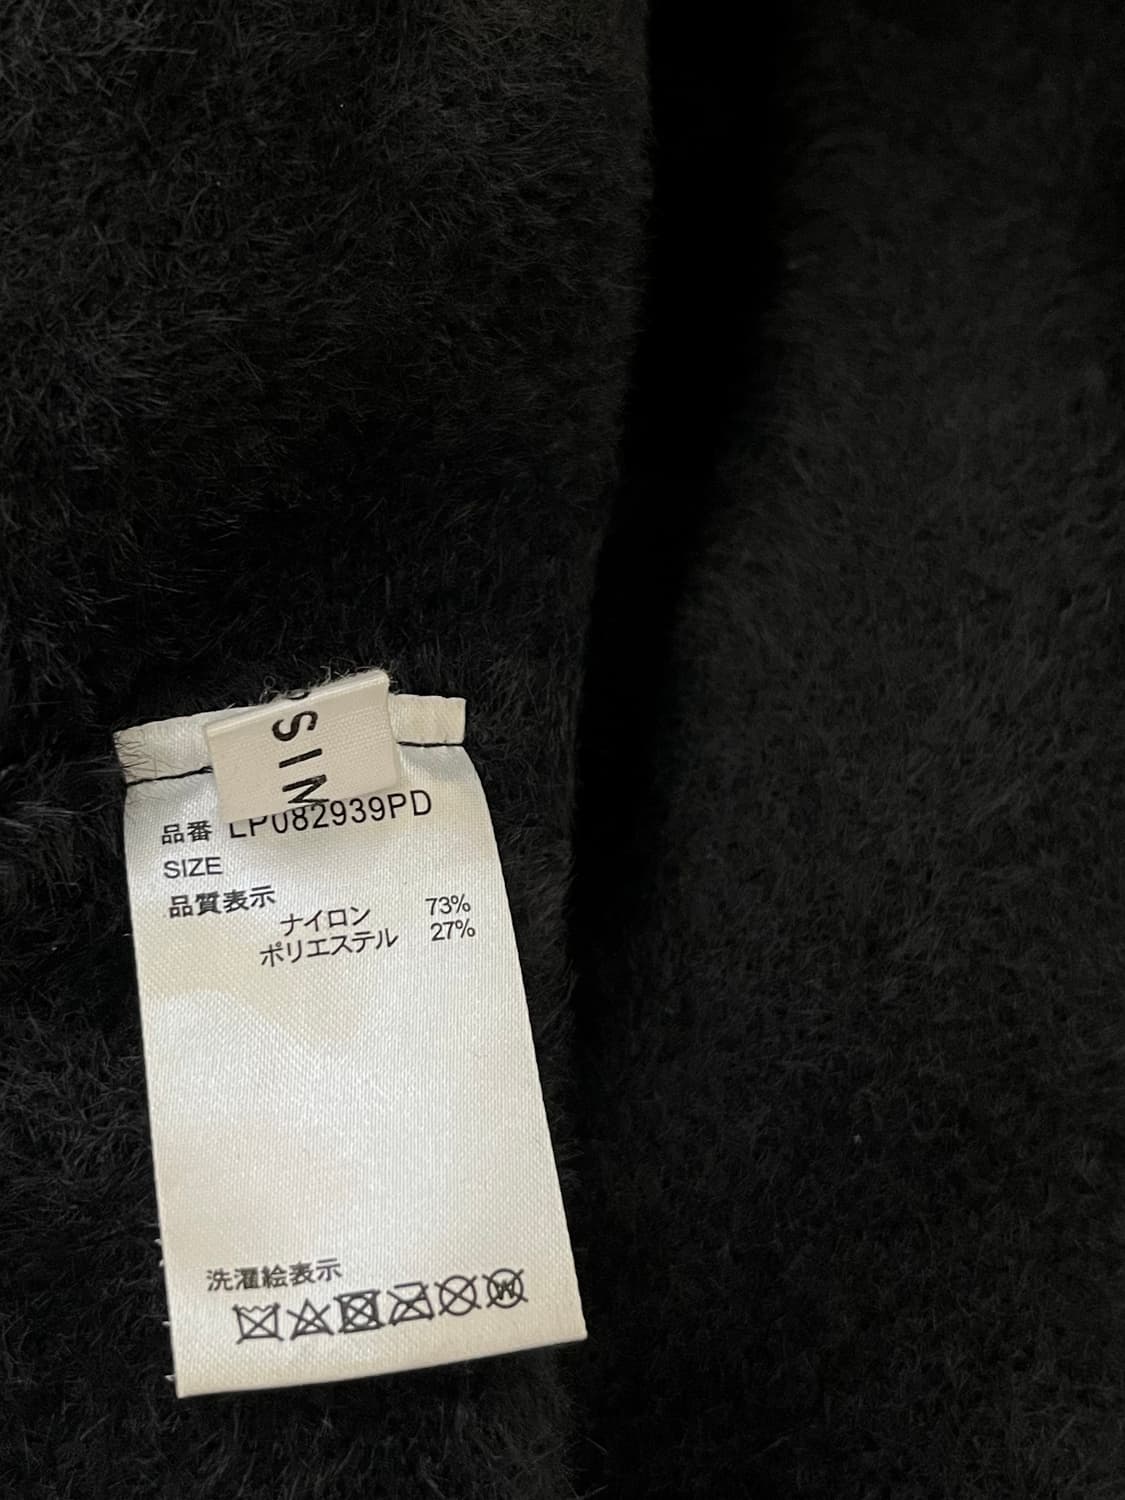 SIM
品番 LP082939PD
SIZE
品質表示
ナイロン 73%
ポリエステル 27%
洗濯絵表示
W